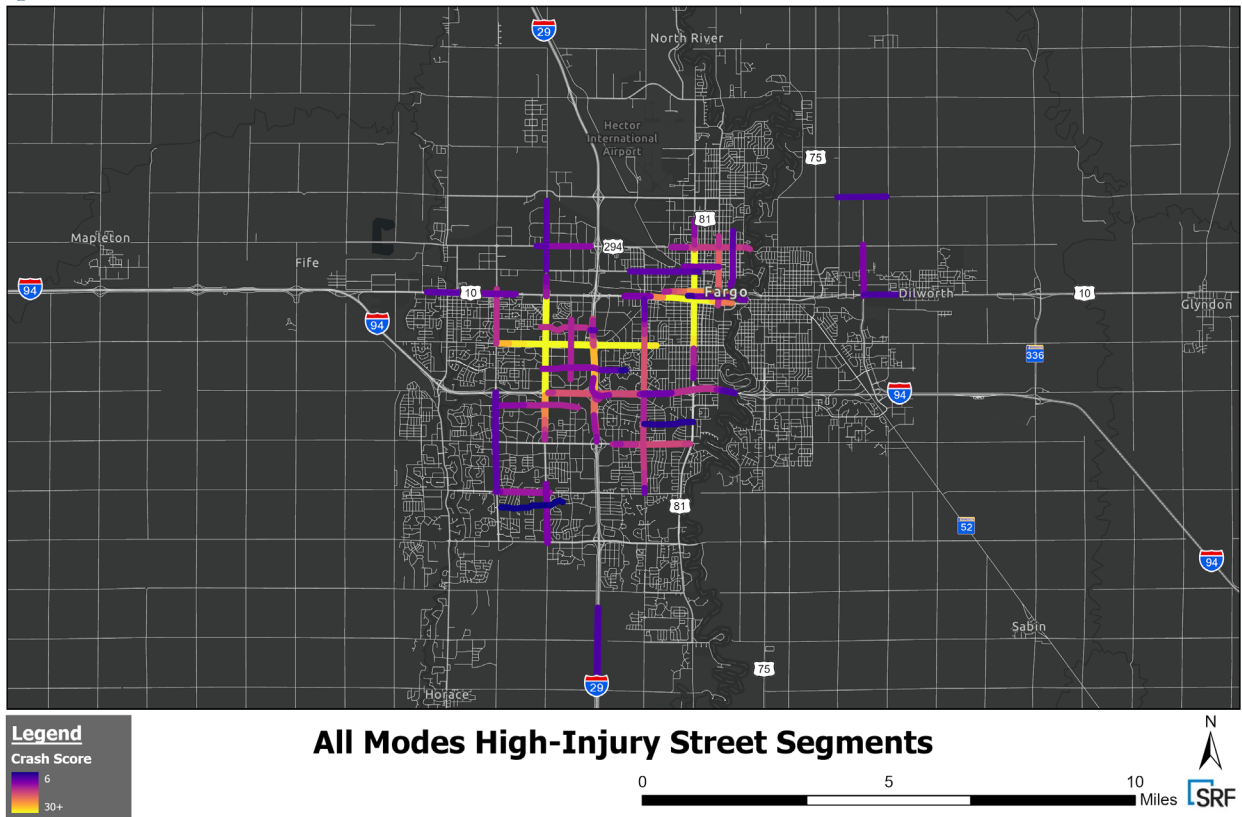 29
North River
Hector
International
Airport
75
81
Mapleton
294
Fife
94
10
Fargo
Dilworth
10
Glyndon
94
336
94
81
52
94
Sabin
75
29
Horace
Legend
Crash Score
6
30+
All Modes High-Injury Street Segments
N
0
5
10
Miles
SRF